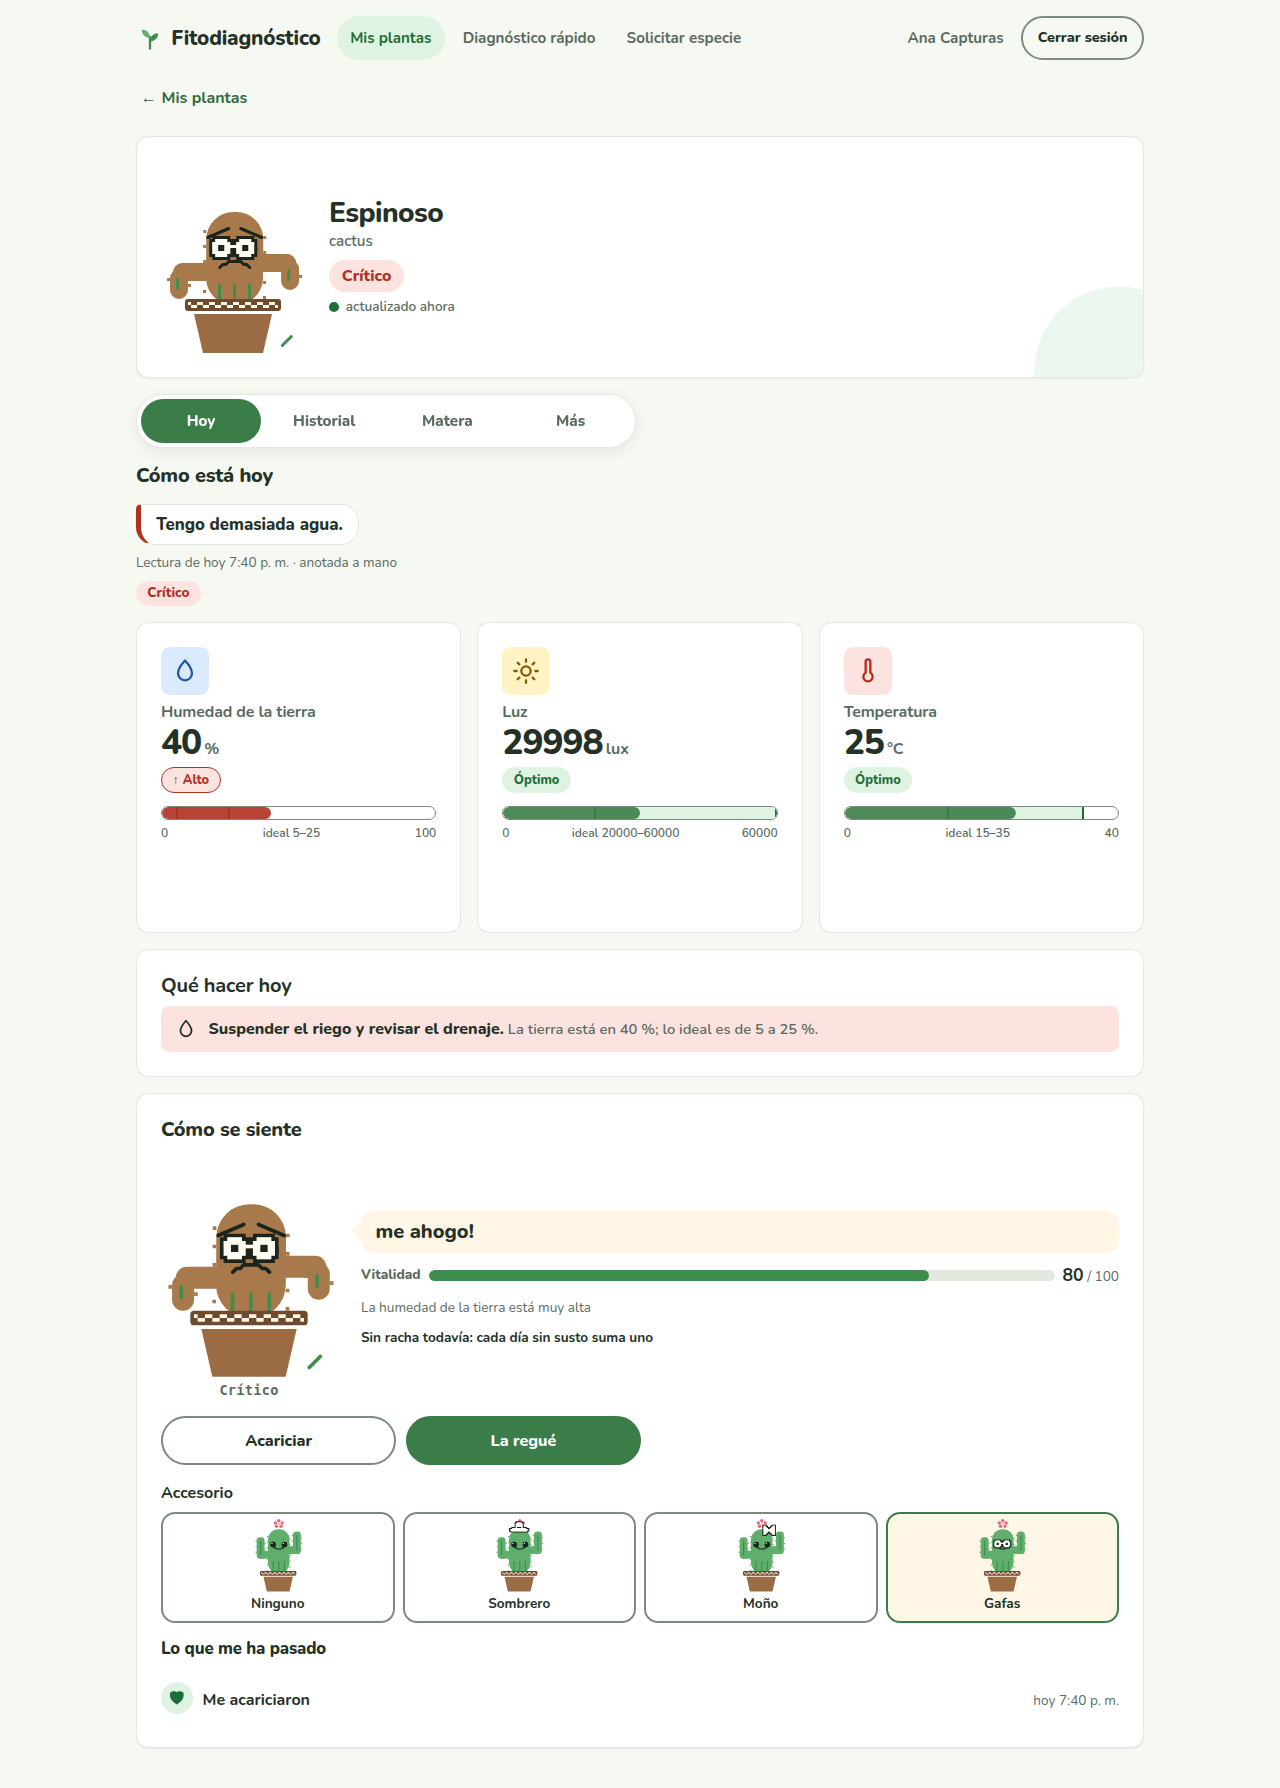 Fitodiagnóstico
Mis plantas
Diagnóstico rápido
Solicitar especie
Ana Capturas
Cerrar sesión
← Mis plantas
Espinoso
cactus
Crítico
actualizado ahora
Hoy
Historial
Matera
Más
Cómo está hoy
Tengo demasiada agua.
Lectura de hoy 7:40 p. m. · anotada a mano
Crítico
Humedad de la tierra
40 %
↑ Alto
0 ideal 5–25 100
Luz
29998 lux
Óptimo
0 ideal 20000–60000 60000
Temperatura
25 °C
Óptimo
0 ideal 15–35 40
Qué hacer hoy
Suspender el riego y revisar el drenaje. La tierra está en 40 %; lo ideal es de 5 a 25 %.
Cómo se siente
me ahogo!
Vitalidad 80 / 100
La humedad de la tierra está muy alta
Sin racha todavía: cada día sin susto suma uno
Crítico
Acariciar
La regué
Accesorio
Ninguno
Sombrero
Moño
Gafas
Lo que me ha pasado
Me acariciaron
hoy 7:40 p. m.